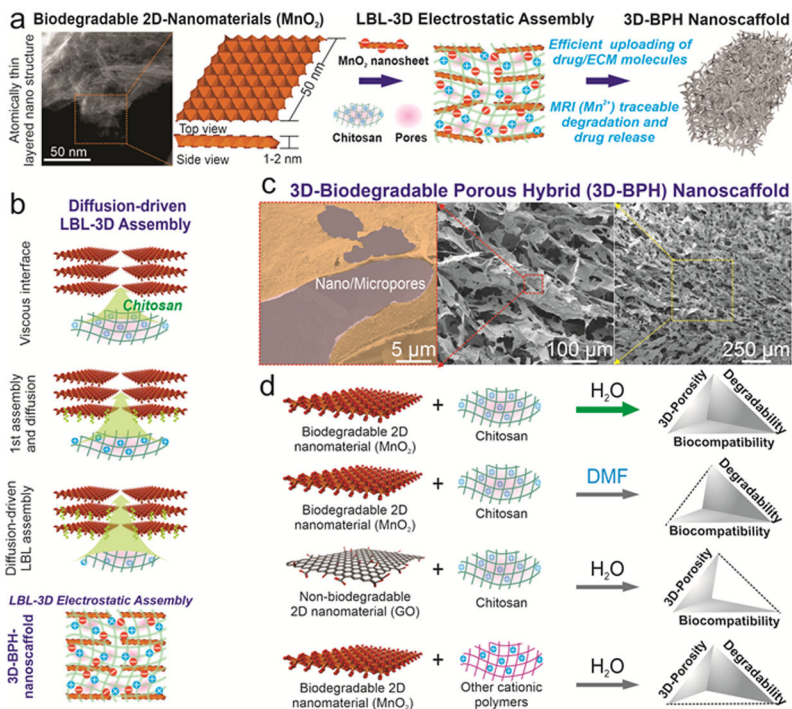 a Biodegradable 2D-Nanomaterials (MnO₂)
Atomically thin
layered nano structure
50 nm
50 nm
Top view
Side view
1-2 nm
LBL-3D Electrostatic Assembly
MnO₂ nanosheet
Chitosan
Pores
Efficient uploading of
drug/ECM molecules
MRI (Mn²⁺) traceable
degradation and
drug release
3D-BPH Nanoscaffold
b
Diffusion-driven
LBL-3D Assembly
Viscous interface
Chitosan
1st assembly
and diffusion
Diffusion-driven
LBL assembly
LBL-3D Electrostatic Assembly
3D-BPH-
nanoscaffold
c 3D-Biodegradable Porous Hybrid (3D-BPH) Nanoscaffold
Nano/Micropores
5 µm
100 µm
250 µm
d
Biodegradable 2D
nanomaterial (MnO₂)
+
Chitosan
H₂O
3D-Porosity
Degradability
Biocompatibility
Biodegradable 2D
nanomaterial (MnO₂)
+
Chitosan
DMF
Degradability
Biocompatibility
Non-biodegradable
2D nanomaterial (GO)
+
Chitosan
H₂O
3D-Porosity
Biocompatibility
Biodegradable 2D
nanomaterial (MnO₂)
+
Other cationic
polymers
H₂O
3D-Porosity
Degradability